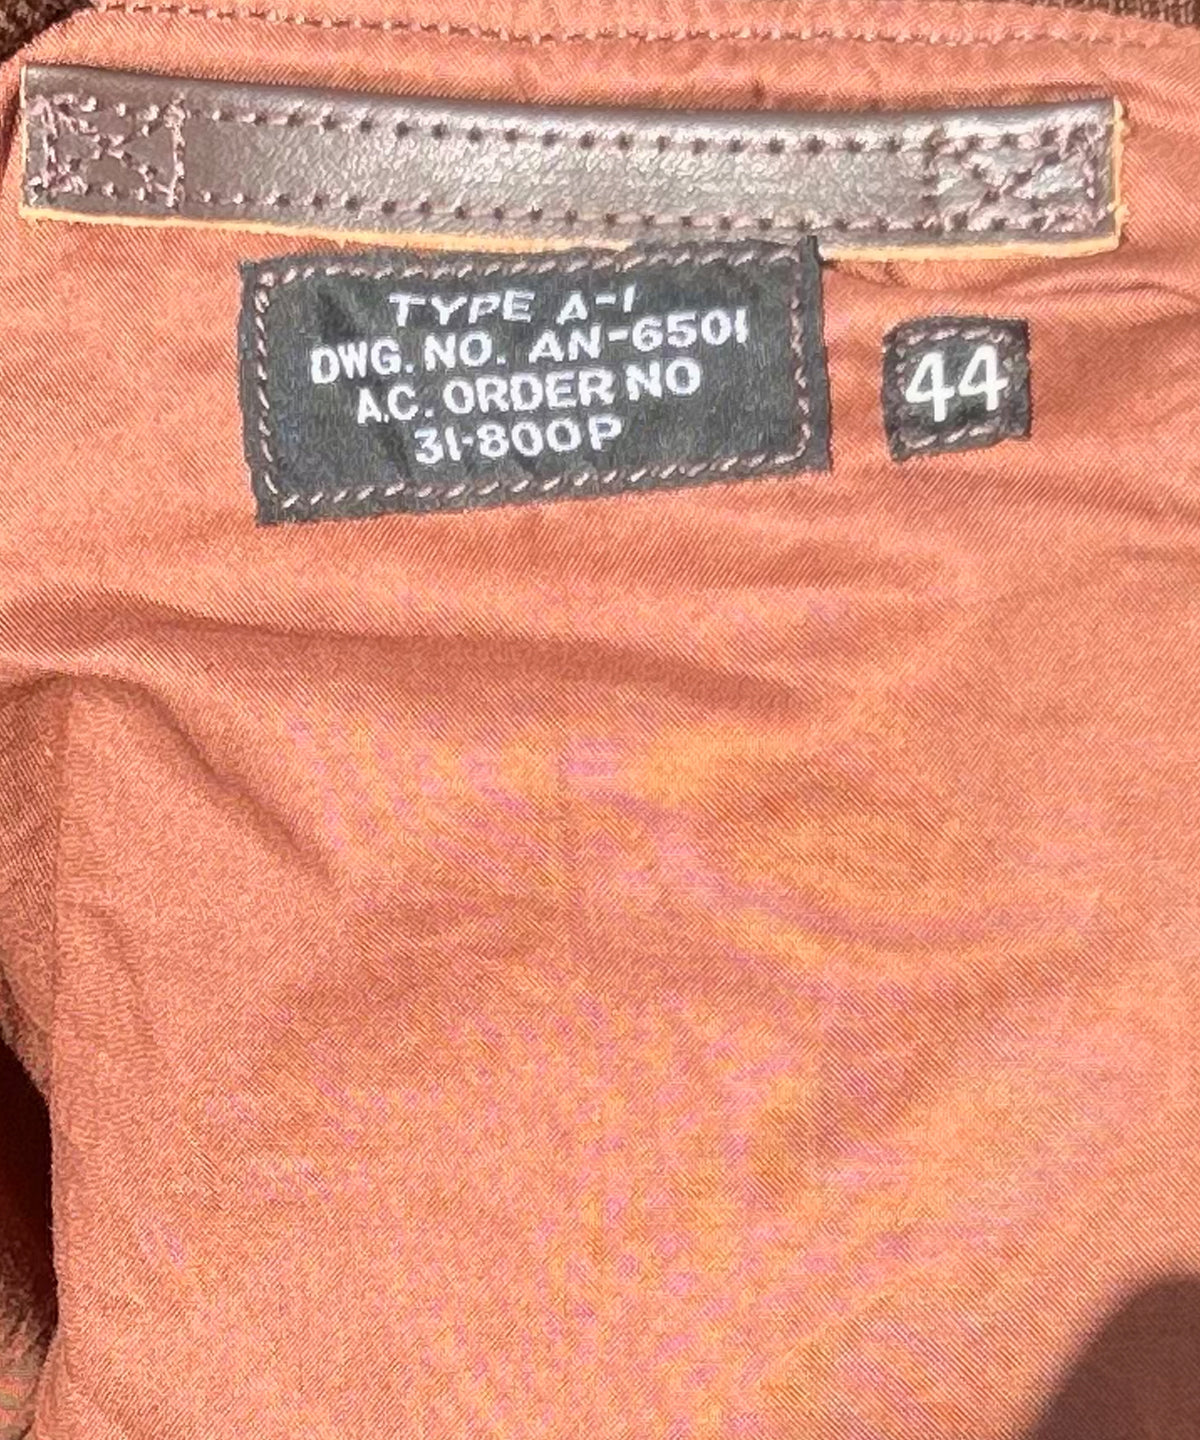 TYPE A-1
DWG. NO. AN-6501
A.C. ORDER NO
31-800P
44